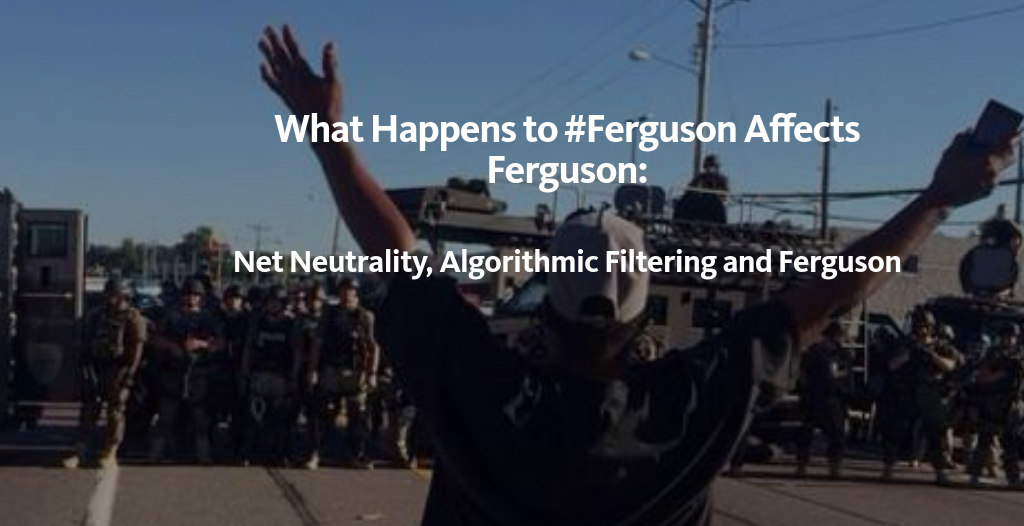 What Happens to #Ferguson Affects
Ferguson:
Net Neutrality, Algorithmic Filtering and Ferguson